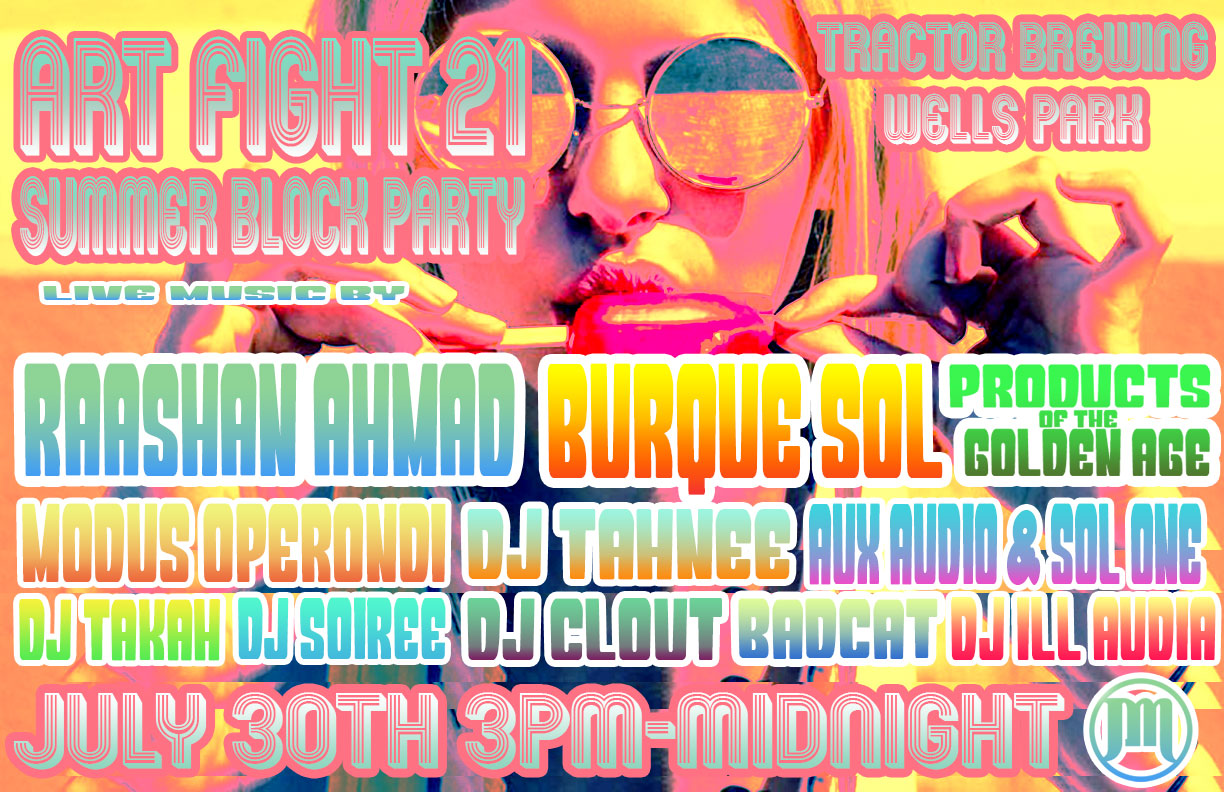 ART FIGHT 21
SUMMER BLOCK PARTY
TRACTOR BREWING
WELLS PARK
LIVE MUSIC BY
RAASHAN AHMAD
BURQUE SOL
PRODUCTS
OF THE
GOLDEN AGE
MODUS OPERONDI
DJ TAHNEE
AUX AUDIO & SOL ONE
DJ TAKAH
DJ SOIREE
DJ CLOUT
BADCAT
DJ ILL AUDIA
JULY 30TH 3PM-MIDNIGHT
JM